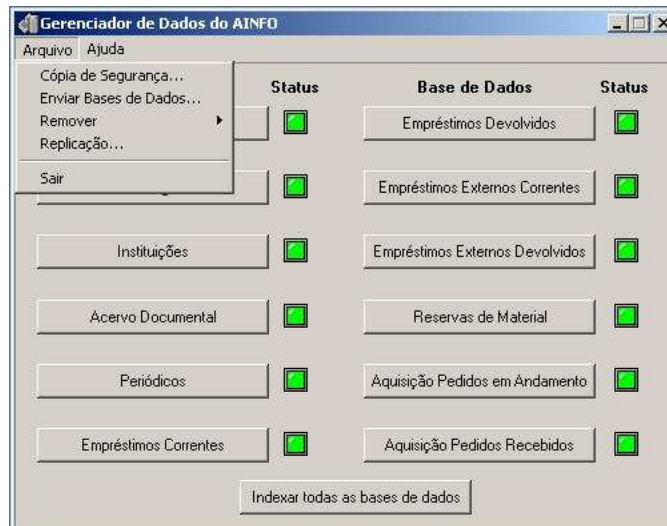 Gerenciador de Dados do AINFO
Arquivo Ajuda
Cópia de Segurança...
Enviar Bases de Dados...
Remover
Replicação...
Sair
Status Base de Dados Status
Empréstimos Devolvidos
Empréstimos Externos Correntes
Instituições Empréstimos Externos Devolvidos
Acervo Documental Reservas de Material
Periódicos Aquisição Pedidos em Andamento
Empréstimos Correntes Aquisição Pedidos Recebidos
Indexar todas as bases de dados